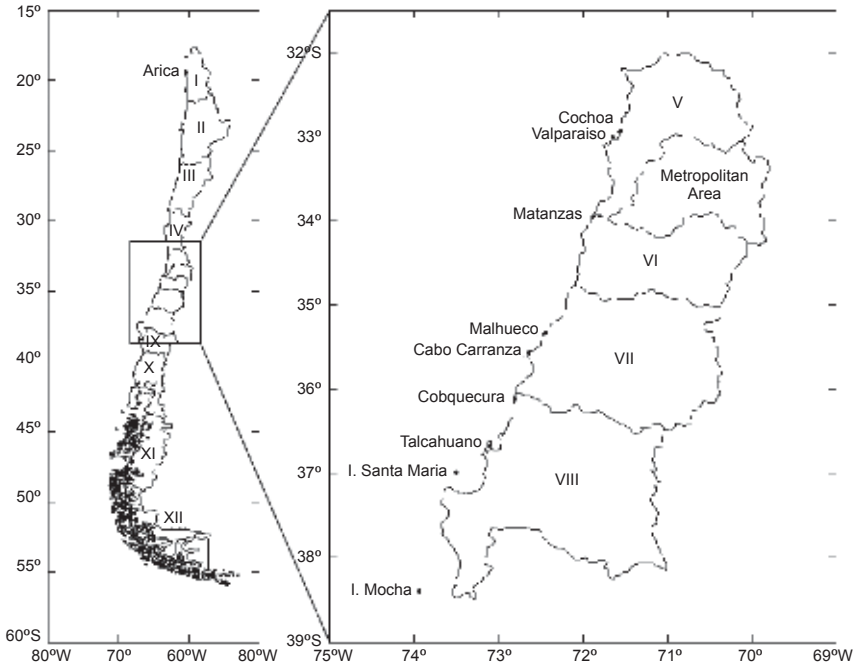 15º
20º
25º
30º
35º
40º
45º
50º
55º
60ºS
80ºW
70º
60ºW
80ºW
Arica
I
II
III
IV
IX
X
XI
XII
32ºS
33º
34º
35º
36º
37º
38º
39ºS
75ºW
74º
73º
72º
71º
70º
69ºW
V
Cochoa
Valparaiso
Metropolitan
Area
Matanzas
VI
Malhueco
Cabo Carranza
VII
Cobquecura
Talcahuano
I. Santa Maria
VIII
I. Mocha